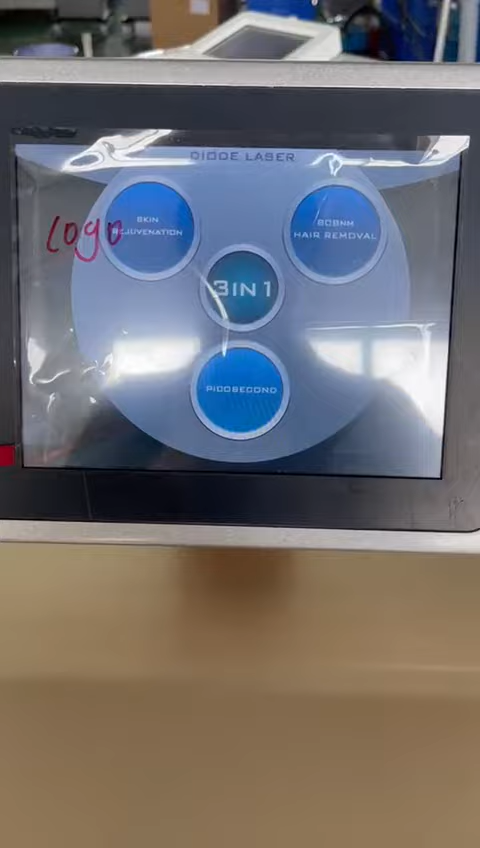 DIODE LASER
SKIN
REJUVENATION
808NM
HAIR REMOVAL
logo
3IN1
PICOSECOND